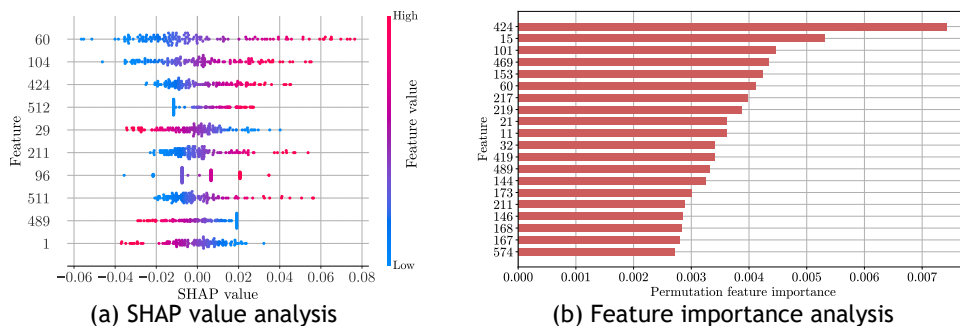 High
60
104
424
512
29
211
96
511
489
1
Feature
Feature value
Low
−0.06 −0.04 −0.02 0.00 0.02 0.04 0.06 0.08
SHAP value
(a) SHAP value analysis
424
15
101
469
153
60
217
219
21
11
32
419
489
144
173
211
146
168
167
574
Feature
0.000 0.001 0.002 0.003 0.004 0.005 0.006 0.007
Permutation feature importance
(b) Feature importance analysis